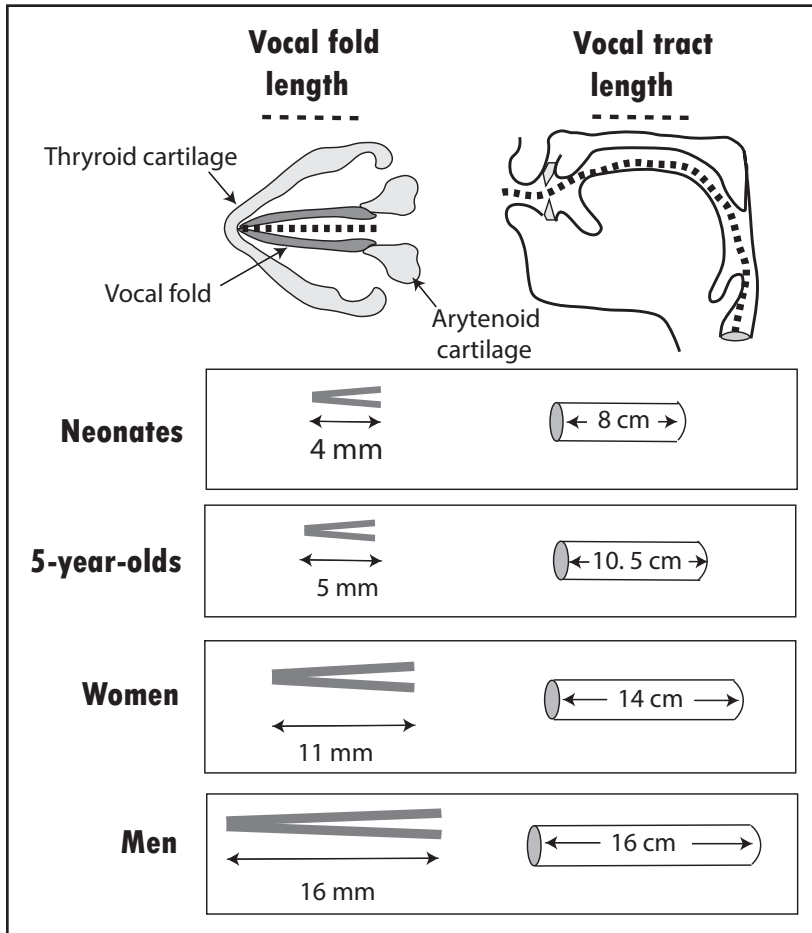 Vocal fold
length
Vocal tract
length
Thryroid cartilage
Vocal fold
Arytenoid
cartilage
Neonates
4 mm
8 cm
5-year-olds
5 mm
10. 5 cm
Women
11 mm
14 cm
Men
16 mm
16 cm